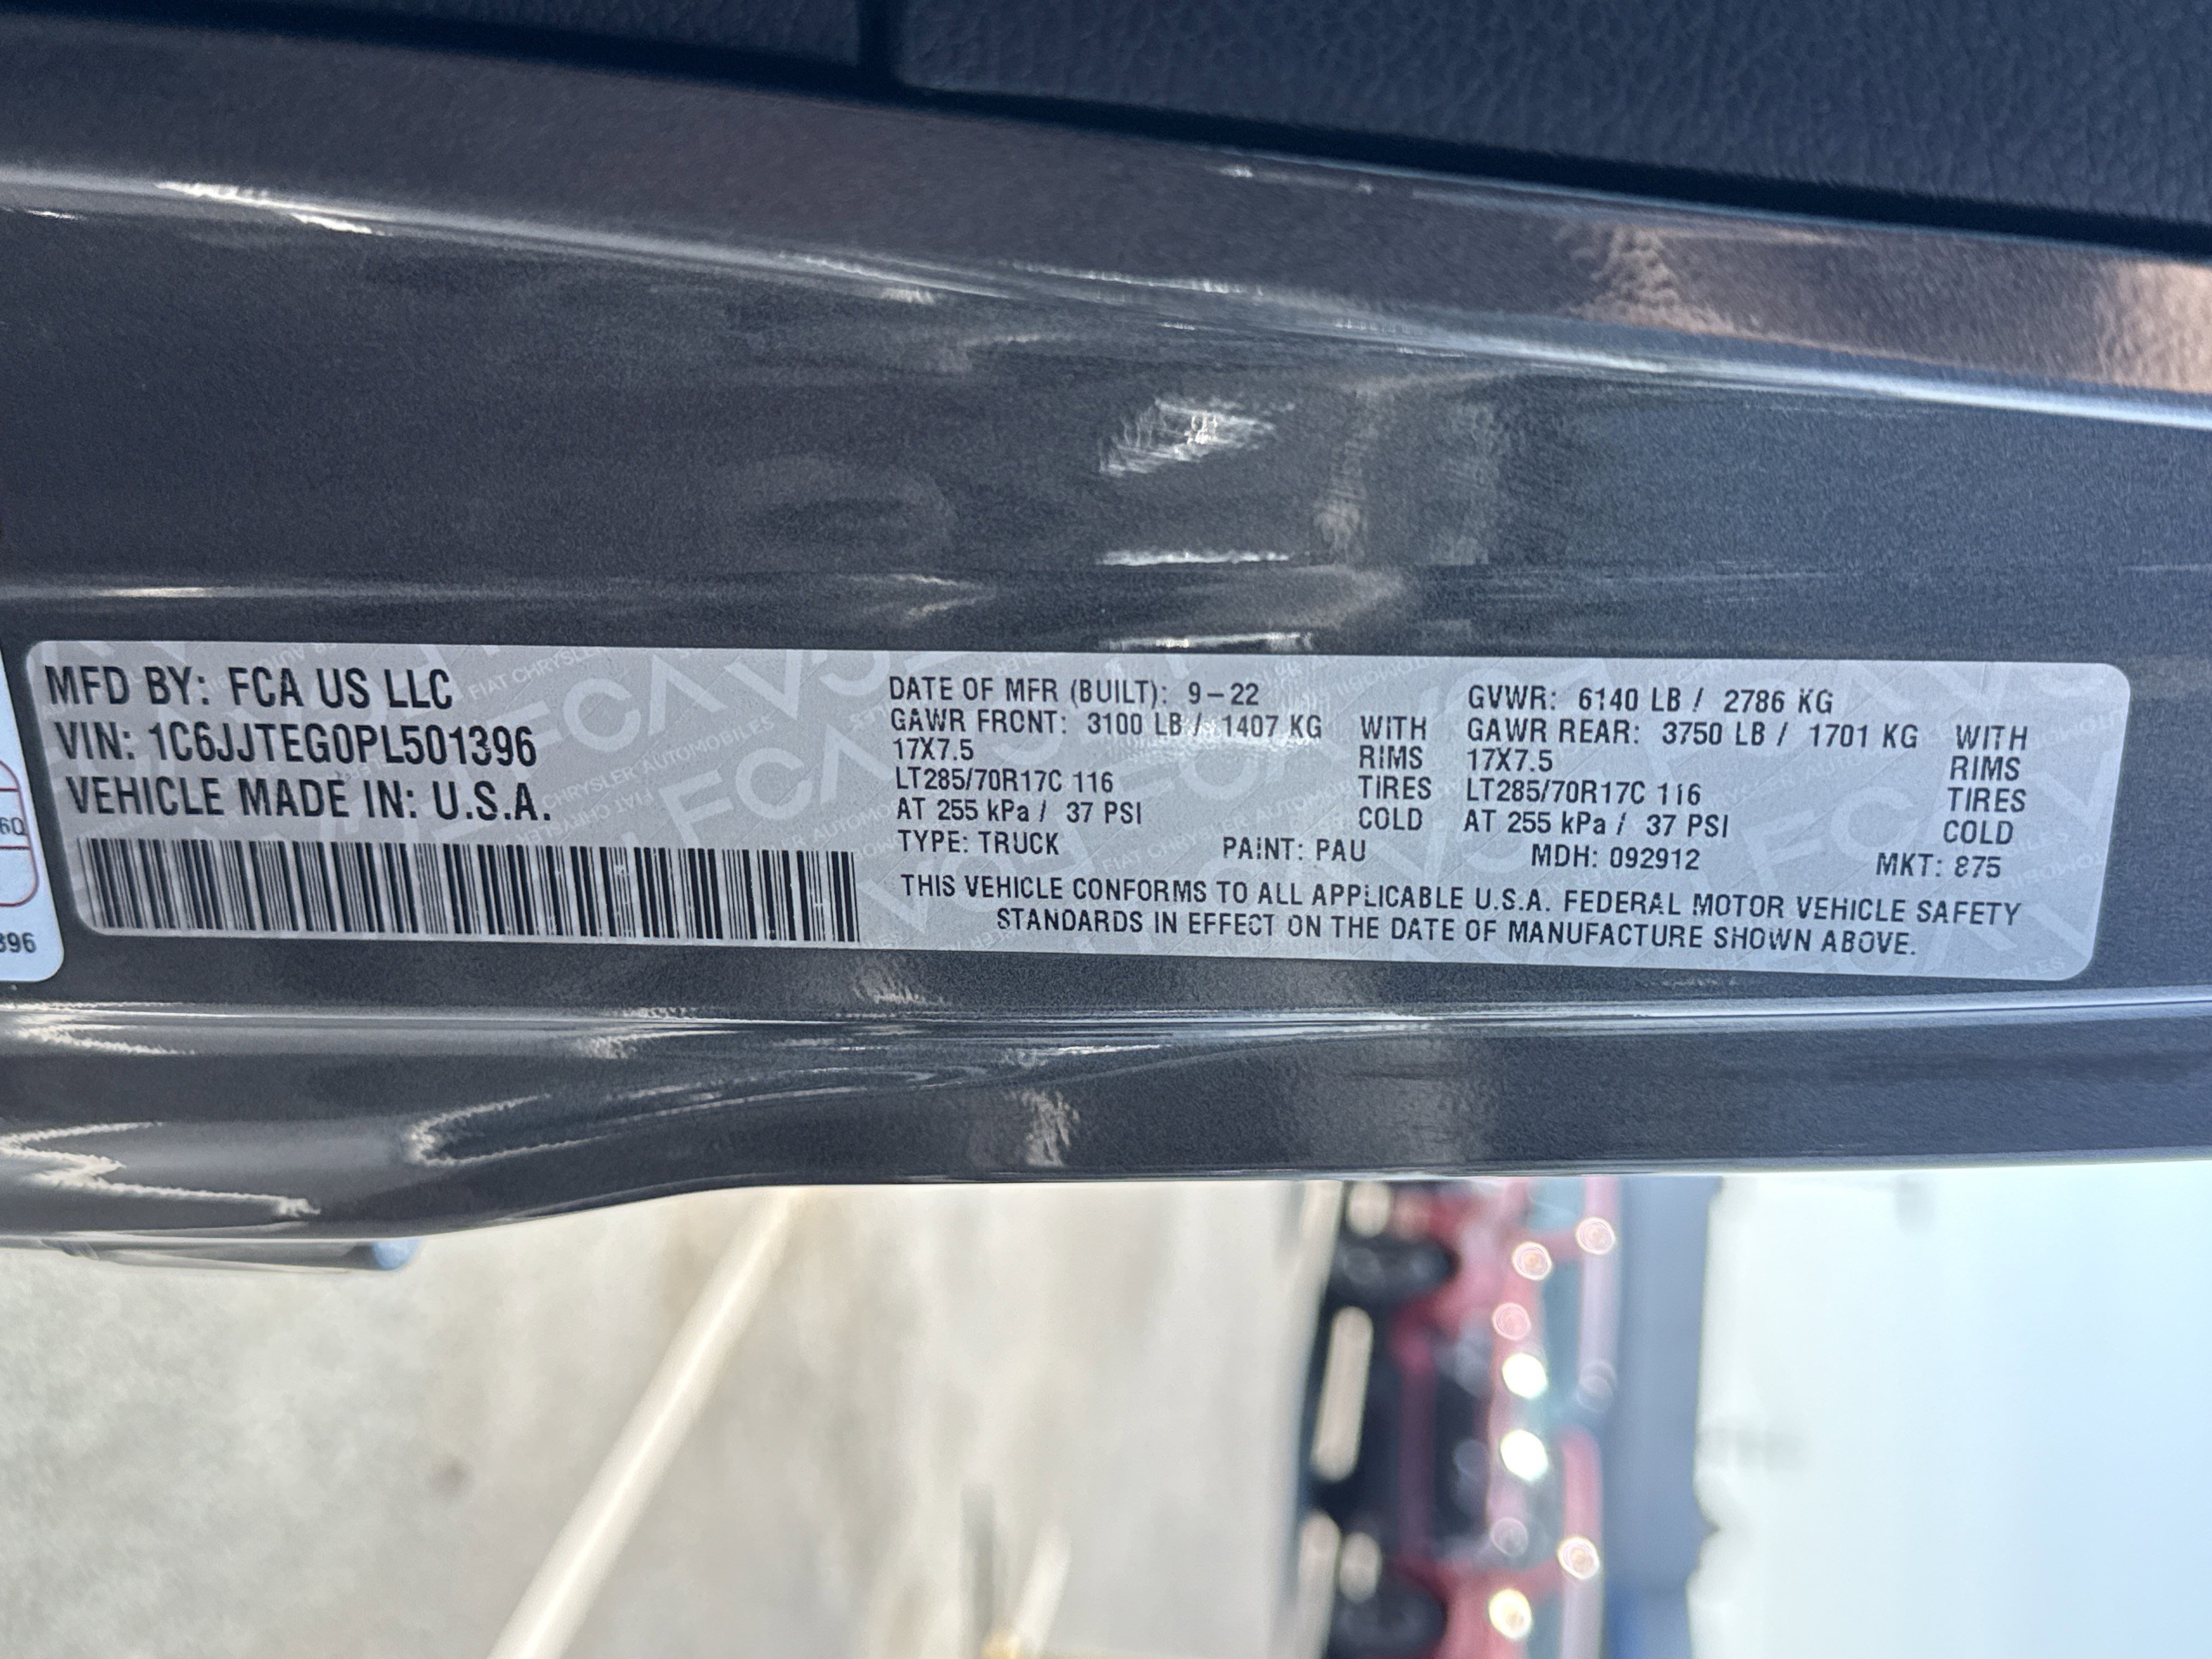 MFD BY: FCA US LLC
VIN: 1C6JJTEG0PL501396
VEHICLE MADE IN: U.S.A.
DATE OF MFR (BUILT): 9-22 GVWR: 6140 LB / 2786 KG
GAWR FRONT: 3100 LB / 1407 KG WITH GAWR REAR: 3750 LB / 1701 KG WITH
17X7.5 RIMS 17X7.5 RIMS
LT285/70R17C 116 TIRES LT285/70R17C 116 TIRES
AT 255 kPa / 37 PSI COLD AT 255 kPa / 37 PSI COLD
TYPE: TRUCK PAINT: PAU MDH: 092912 MKT: 875
THIS VEHICLE CONFORMS TO ALL APPLICABLE U.S.A. FEDERAL MOTOR VEHICLE SAFETY
STANDARDS IN EFFECT ON THE DATE OF MANUFACTURE SHOWN ABOVE.
396